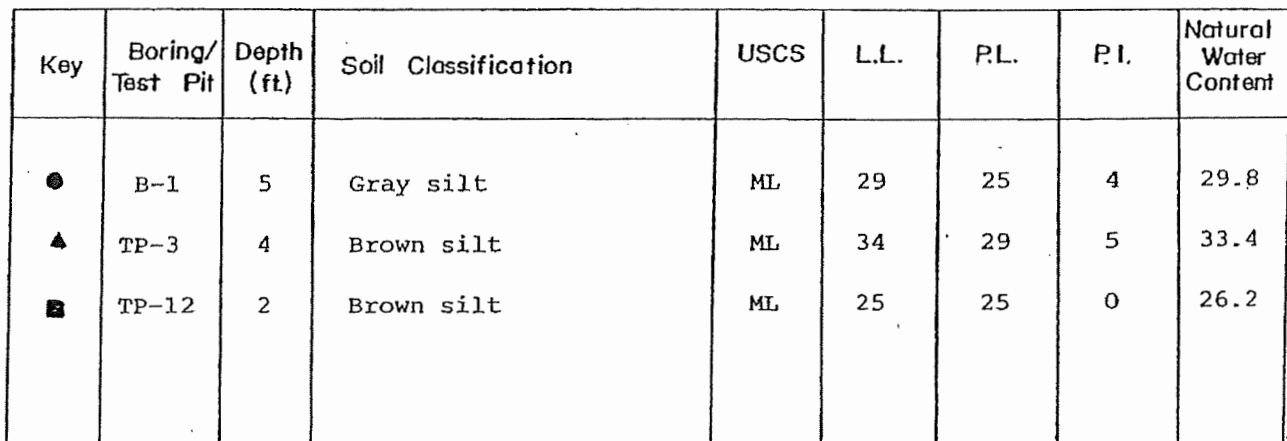 Key Boring/ Test Pit Depth (ft.) Soil Classification USCS L.L. P.L. P.I. Natural Water Content
B-1 5 Gray silt ML 29 25 4 29.8
TP-3 4 Brown silt ML 34 29 5 33.4
TP-12 2 Brown silt ML 25 25 0 26.2